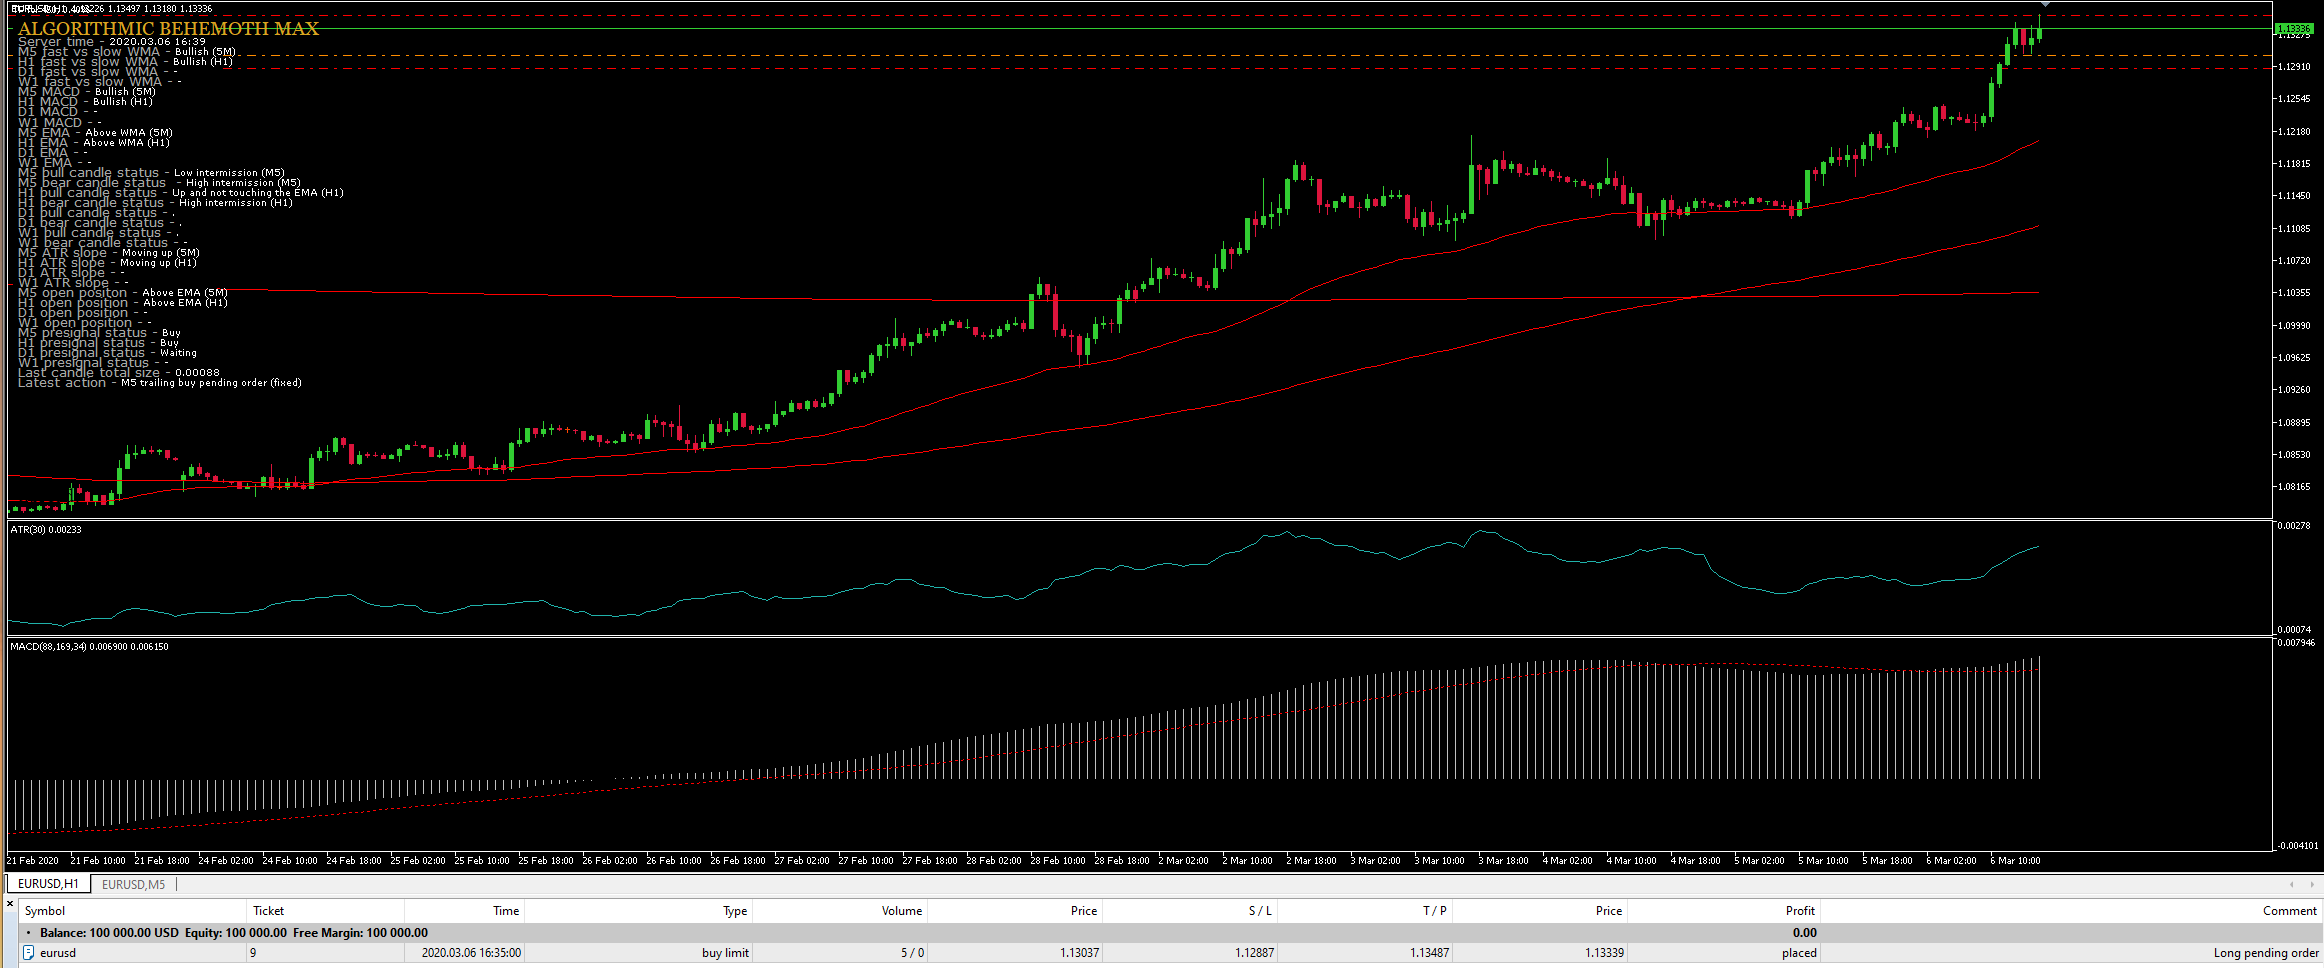 1.13226 1.13497 1.13180 1.13336
ALGORITHMIC BEHEMOTH MAX
Server time - 2020.03.06 16:39
M5 fast vs slow WMA - Bullish (5M)
H1 fast vs slow WMA - Bullish (H1)
D1 fast vs slow WMA - -
W1 fast vs slow WMA - -
M5 MACD - Bullish (5M)
H1 MACD - Bullish (H1)
D1 MACD - -
W1 MACD - -
M5 EMA - Above WMA (5M)
H1 EMA - Above WMA (H1)
D1 EMA - -
W1 EMA - -
M5 bull candle status - Low intermission (M5)
M5 bear candle status - High intermission (M5)
H1 bull candle status - Up and not touching the EMA (H1)
H1 bear candle status - High intermission (H1)
D1 bull candle status - .
D1 bear candle status - .
W1 bull candle status - .
W1 bear candle status - -
M5 ATR slope - Moving up (5M)
H1 ATR slope - Moving up (H1)
D1 ATR slope - -
W1 ATR slope - -
M5 open positon - Above EMA (5M)
H1 open position - Above EMA (H1)
D1 open position - -
W1 open position - -
M5 presignal status - Buy
H1 presignal status - Buy
D1 presignal status - Waiting
W1 presignal status - -
Last candle total size - 0.00088
Latest action - M5 trailing buy pending order (fixed)
1.13336
1.13275
1.12910
1.12545
1.12180
1.11815
1.11450
1.11085
1.10720
1.10355
1.09990
1.09625
1.09260
1.08895
1.08530
1.08165
ATR(30) 0.00233
0.00278
0.00074
MACD(88,169,34) 0.006900 0.006150
0.007946
-0.004101
21 Feb 2020 21 Feb 10:00 21 Feb 18:00 24 Feb 02:00 24 Feb 10:00 24 Feb 18:00 25 Feb 02:00 25 Feb 10:00 25 Feb 18:00 26 Feb 02:00 26 Feb 10:00 26 Feb 18:00 27 Feb 02:00 27 Feb 10:00 27 Feb 18:00 28 Feb 02:00 28 Feb 10:00 28 Feb 18:00 2 Mar 02:00 2 Mar 10:00 2 Mar 18:00 3 Mar 02:00 3 Mar 10:00 3 Mar 18:00 4 Mar 02:00 4 Mar 10:00 4 Mar 18:00 5 Mar 02:00 5 Mar 10:00 5 Mar 18:00 6 Mar 02:00 6 Mar 10:00
EURUSD,H1 EURUSD,M5
Symbol Ticket Time Type Volume Price S / L T / P Price Profit Comment
Balance: 100 000.00 USD Equity: 100 000.00 Free Margin: 100 000.00 0.00
eurusd 9 2020.03.06 16:35:00 buy limit 5 / 0 1.13037 1.12887 1.13487 1.13339 placed Long pending order